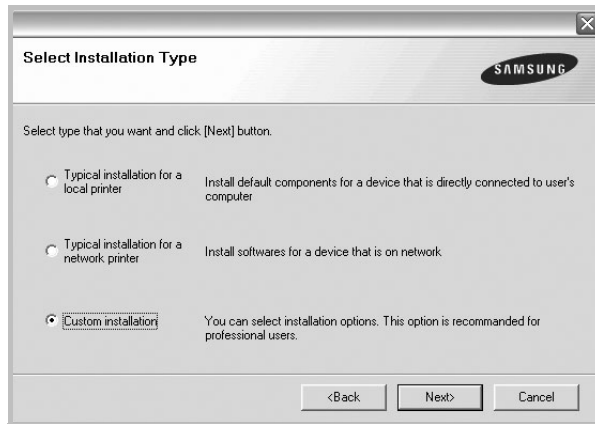 Select Installation Type
SAMSUNG
Select type that you want and click [Next] button.
Typical installation for a
local printer
Install default components for a device that is directly connected to user's
computer
Typical installation for a
network printer
Install softwares for a device that is on network
Custom installation
You can select installation options. This option is recommanded for
professional users.
<Back
Next>
Cancel